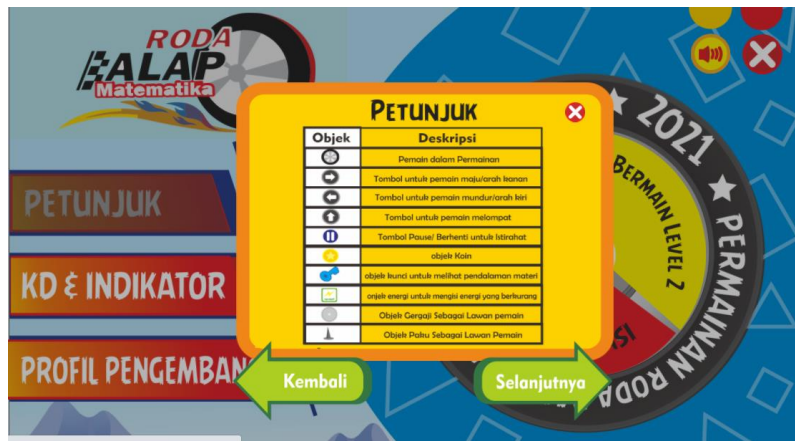 RODA
BALAP
Matematika
PETUNJUK
KD & INDIKATOR
PROFIL PENGEMBAN
PETUNJUK
Objek Deskripsi
Pemain dalam Permainan
Tombol untuk pemain maju/arah kanan
Tombol untuk pemain mundur/arah kiri
Tombol untuk pemain melompat
Tombol Pause/ Berhenti untuk Istirahat
objek Koin
objek kunci untuk melihat pendalaman materi
onjek energi untuk mengisi energi yang berkurang
Objek Gergaji Sebagai Lawan pemain
Objek Paku Sebagai Lawan Pemain
Kembali
Selanjutnya
2021 ★ PERMAINAN RODA
BERMAIN LEVEL 2